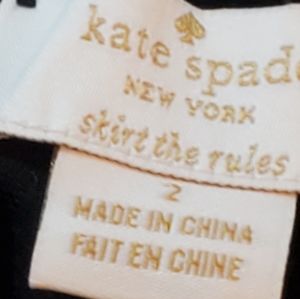 kate spade
NEW YORK
skirt the rules
2
MADE IN CHINA
FAIT EN CHINE